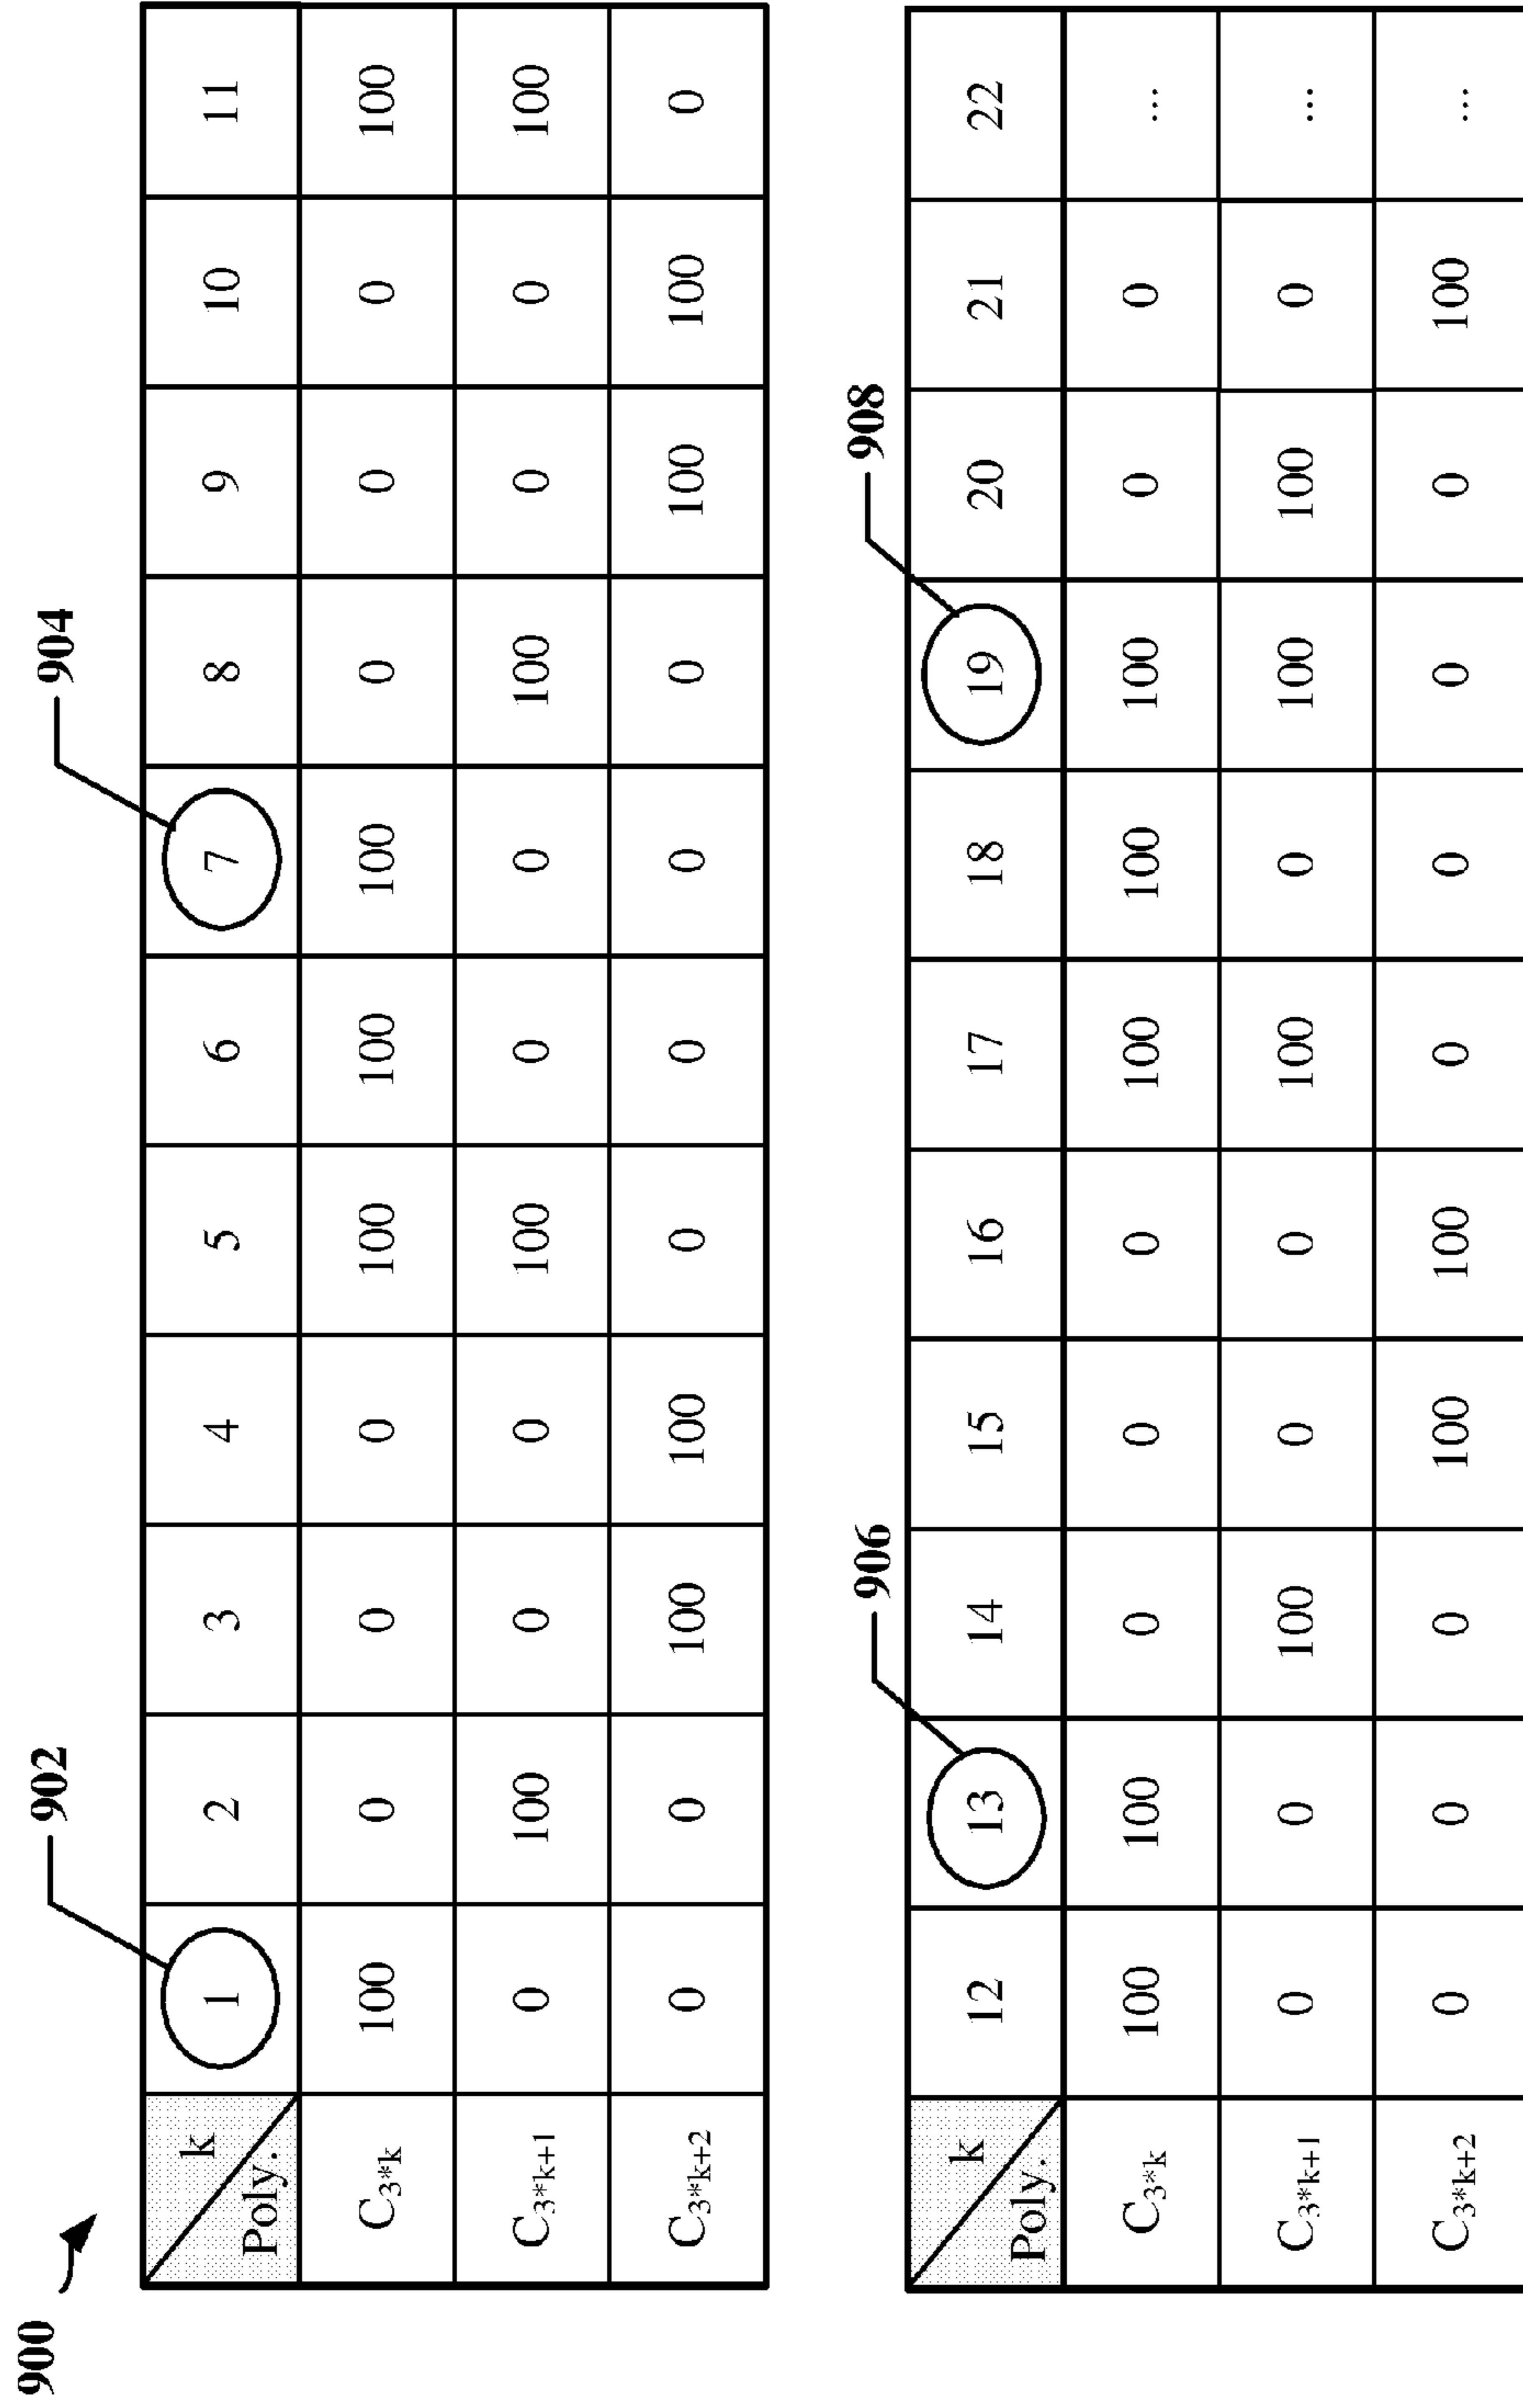 900
902
904
k
Poly.
1 2 3 4 5 6 7 8 9 10 11
C3*k 100 0 0 0 100 100 100 0 0 0 100
C3*k+1 0 100 0 0 100 0 0 100 0 0 100
C3*k+2 0 0 100 100 0 0 0 0 100 100 0
906
908
k
Poly.
12 13 14 15 16 17 18 19 20 21 22
C3*k 100 100 0 0 0 100 100 100 0 0 ...
C3*k+1 0 0 100 0 0 100 0 100 100 0 ...
C3*k+2 0 0 0 100 100 0 0 0 0 100 ...